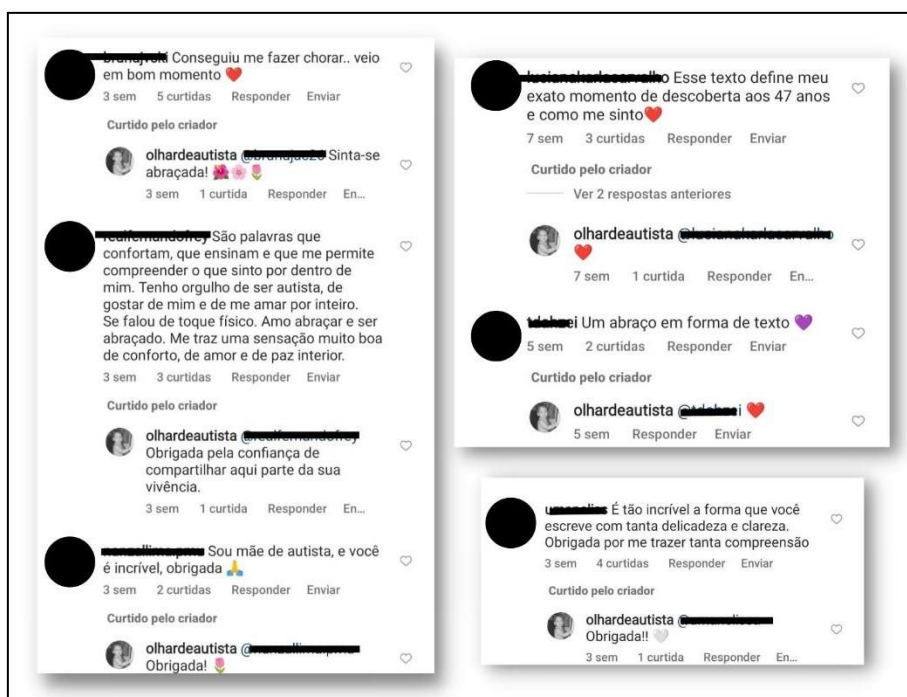 Conseguiu me fazer chorar.. veio
em bom momento ❤️
3 sem 5 curtidas Responder Enviar
Curtido pelo criador
olhardeautista Sinta-se
abraçada! 🌺🌸🌷
3 sem 1 curtida Responder En...
São palavras que
confortam, que ensinam e que me permite
compreender o que sinto por dentro de
mim. Tenho orgulho de ser autista, de
gostar de mim e de me amar por inteiro.
Se falou de toque físico. Amo abraçar e ser
abraçado. Me traz uma sensação muito boa
de conforto, de amor e de paz interior.
3 sem 3 curtidas Responder Enviar
Curtido pelo criador
olhardeautista
Obrigada pela confiança de
compartilhar aqui parte da sua
vivência.
3 sem 1 curtida Responder En...
Sou mãe de autista, e você
é incrível, obrigada 🙏
3 sem 2 curtidas Responder Enviar
Curtido pelo criador
olhardeautista
Obrigada! 🌷
Esse texto define meu
exato momento de descoberta aos 47 anos
e como me sinto❤️
7 sem 3 curtidas Responder Enviar
Curtido pelo criador
Ver 2 respostas anteriores
olhardeautista
❤️
7 sem 1 curtida Responder En...
Um abraço em forma de texto 💜
5 sem 2 curtidas Responder Enviar
Curtido pelo criador
olhardeautista ❤️
5 sem Responder Enviar
É tão incrível a forma que você
escreve com tanta delicadeza e clareza.
Obrigada por me trazer tanta compreensão
3 sem 4 curtidas Responder Enviar
Curtido pelo criador
olhardeautista
Obrigada!! 🤍
3 sem 1 curtida Responder En...